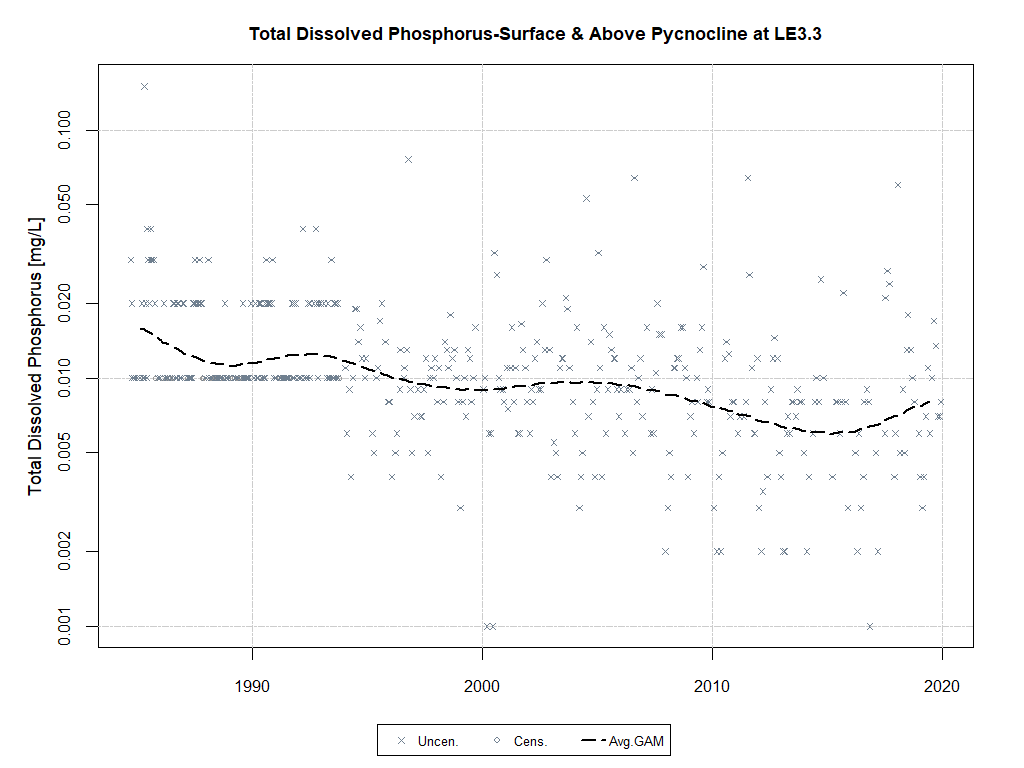 Total Dissolved Phosphorus-Surface & Above Pycnocline at LE3.3
Total Dissolved Phosphorus [mg/L]
0.100
0.050
0.020
0.010
0.005
0.002
0.001
1990 2000 2010 2020
Uncen. Cens. Avg.GAM